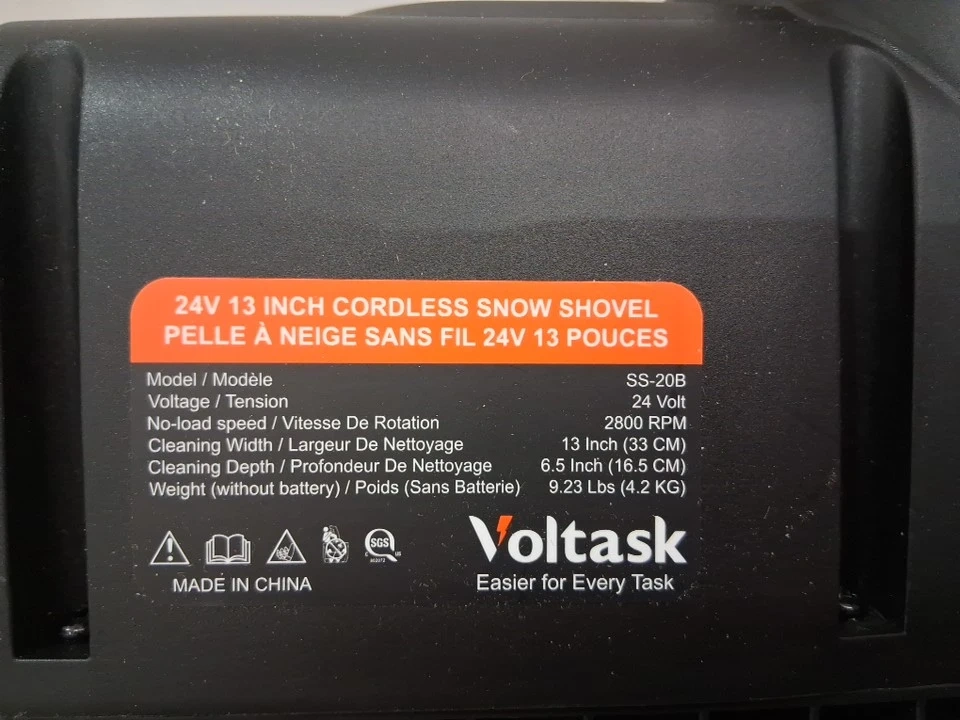 24V 13 INCH CORDLESS SNOW SHOVEL
PELLE À NEIGE SANS FIL 24V 13 POUCES
Model / Modèle SS-20B
Voltage / Tension 24 Volt
No-load speed / Vitesse De Rotation 2800 RPM
Cleaning Width / Largeur De Nettoyage 13 Inch (33 CM)
Cleaning Depth / Profondeur De Nettoyage 6.5 Inch (16.5 CM)
Weight (without battery) / Poids (Sans Batterie) 9.23 Lbs (4.2 KG)
SGS
C US
Voltask
MADE IN CHINA
Easier for Every Task